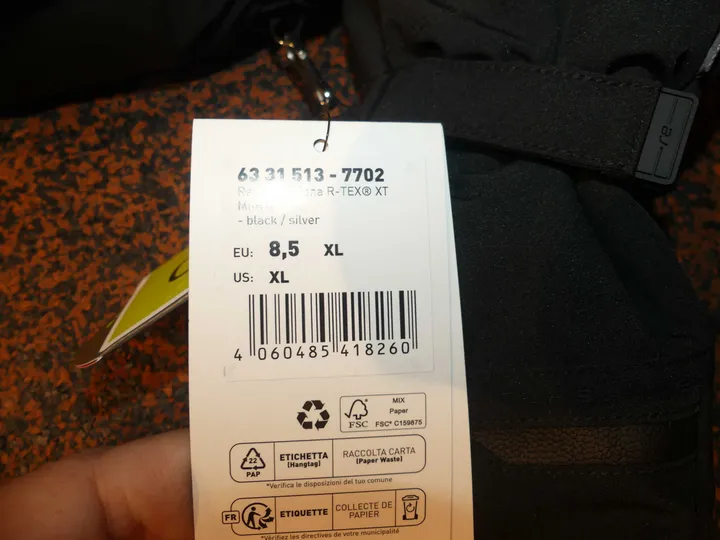 63 31 513 - 7702
R-TEX® XT
- black / silver
EU: 8,5 XL
US: XL
4 060485 418260
FSC
MIX
Paper
FSC® C159675
22
PAP
ETICHETTA
(Hangtag)
RACCOLTA CARTA
(Paper Waste)
*Verifica le disposizioni del tuo comune
FR
ETIQUETTE
COLLECTE DE
PAPIER
*Vérifiez les directives de votre municipalité